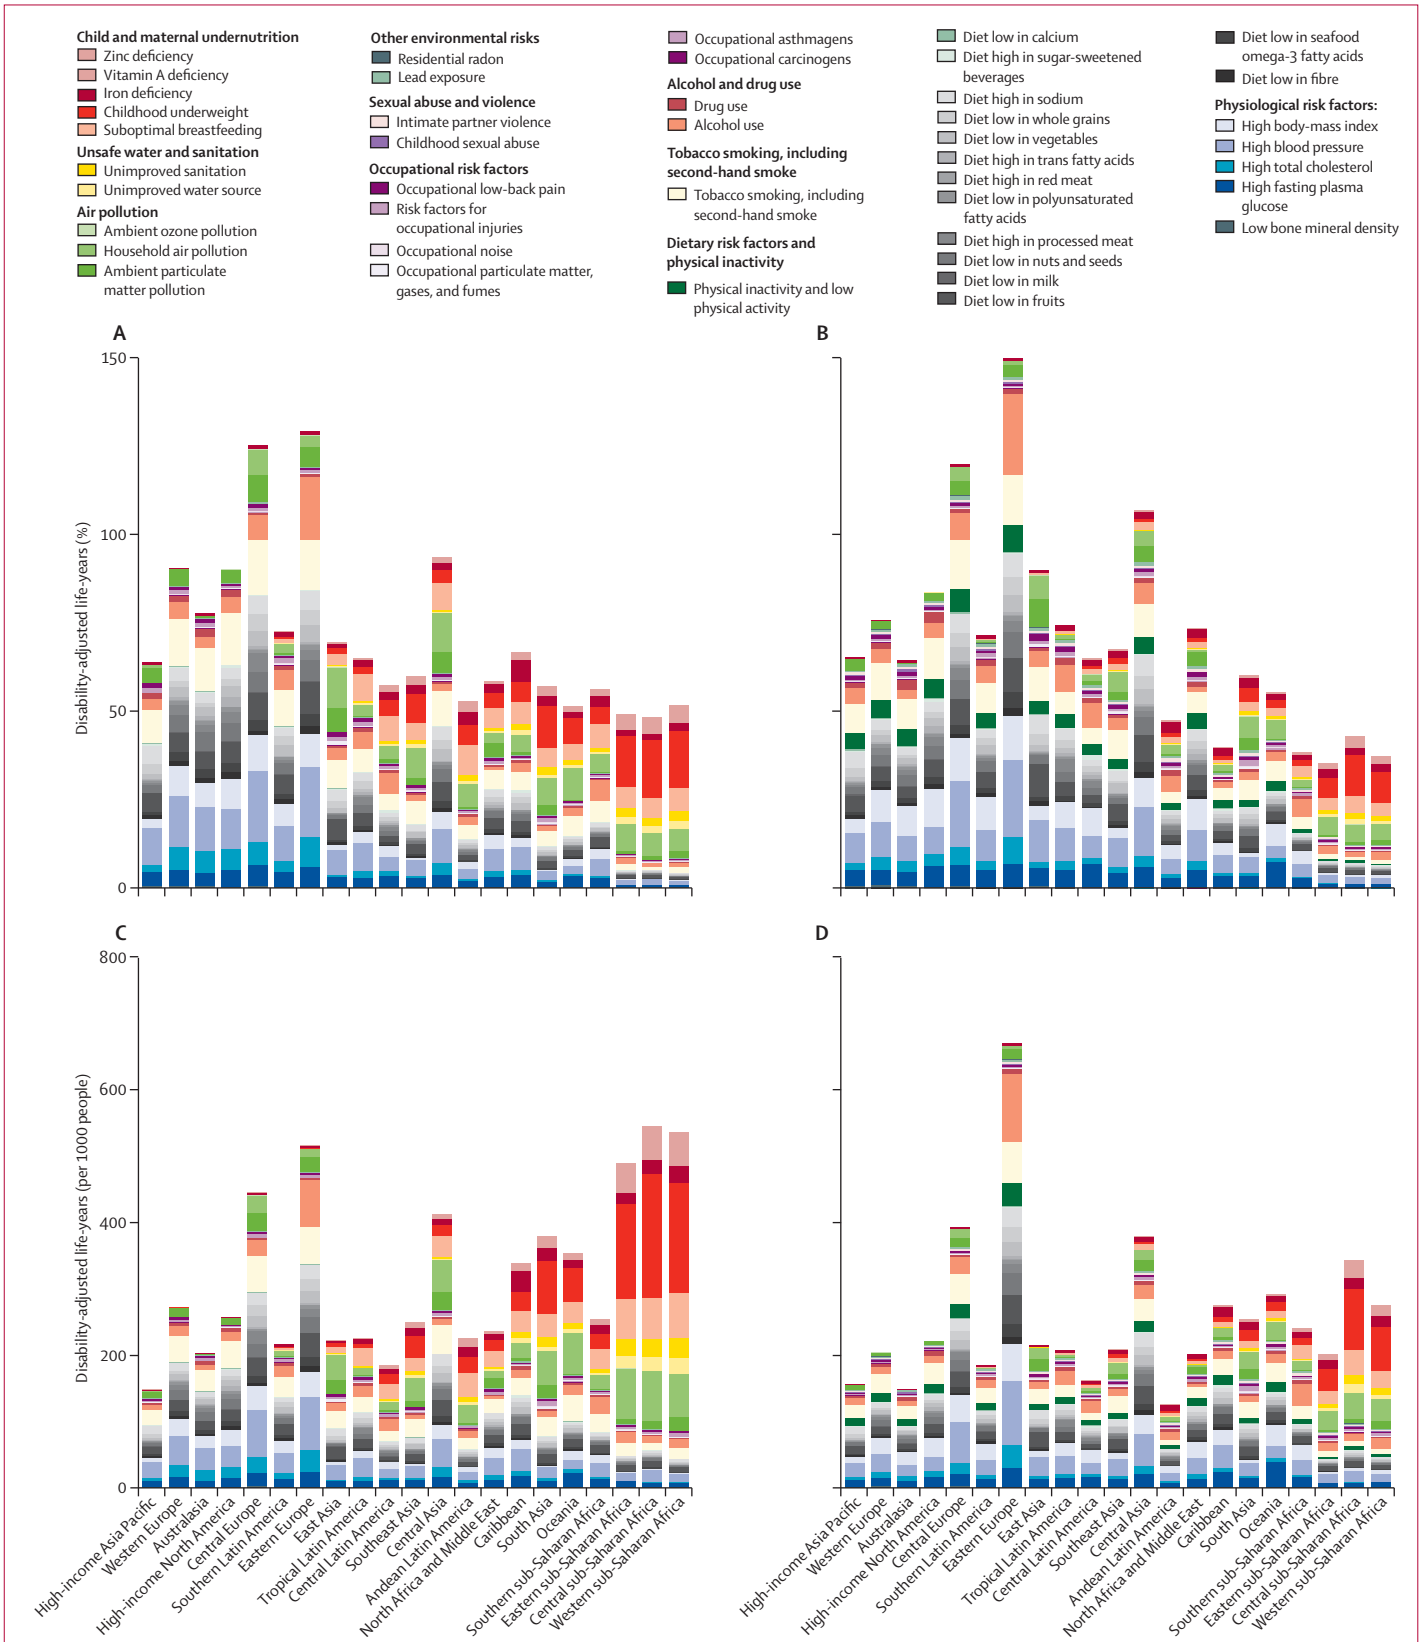 Child and maternal undernutrition
Zinc deficiency
Vitamin A deficiency
Iron deficiency
Childhood underweight
Suboptimal breastfeeding
Unsafe water and sanitation
Unimproved sanitation
Unimproved water source
Air pollution
Ambient ozone pollution
Household air pollution
Ambient particulate
matter pollution
Other environmental risks
Residential radon
Lead exposure
Sexual abuse and violence
Intimate partner violence
Childhood sexual abuse
Occupational risk factors
Occupational low-back pain
Risk factors for
occupational injuries
Occupational noise
Occupational particulate matter,
gases, and fumes
Occupational asthmagens
Occupational carcinogens
Alcohol and drug use
Drug use
Alcohol use
Tobacco smoking, including
second-hand smoke
Tobacco smoking, including
second-hand smoke
Dietary risk factors and
physical inactivity
Physical inactivity and low
physical activity
Diet low in calcium
Diet high in sugar-sweetened
beverages
Diet high in sodium
Diet low in whole grains
Diet low in vegetables
Diet high in trans fatty acids
Diet high in red meat
Diet low in polyunsaturated
fatty acids
Diet high in processed meat
Diet low in nuts and seeds
Diet low in milk
Diet low in fruits
Diet low in seafood
omega-3 fatty acids
Diet low in fibre
Physiological risk factors:
High body-mass index
High blood pressure
High total cholesterol
High fasting plasma
glucose
Low bone mineral density
A
B
150
100
50
0
Disability-adjusted life-years (%)
C
D
800
600
400
200
0
Disability-adjusted life-years (per 1000 people)
High-income Asia Pacific
Western Europe
Australasia
High-income North America
Central Europe
Southern Latin America
Eastern Europe
East Asia
Tropical Latin America
Central Latin America
Southeast Asia
Central Asia
Andean Latin America
North Africa and Middle East
Caribbean
South Asia
Oceania
Southern sub-Saharan Africa
Eastern sub-Saharan Africa
Central sub-Saharan Africa
Western sub-Saharan Africa
High-income Asia Pacific
Western Europe
Australasia
High-income North America
Central Europe
Southern Latin America
Eastern Europe
East Asia
Tropical Latin America
Central Latin America
Southeast Asia
Central Asia
Andean Latin America
North Africa and Middle East
Caribbean
South Asia
Oceania
Southern sub-Saharan Africa
Eastern sub-Saharan Africa
Central sub-Saharan Africa
Western sub-Saharan Africa